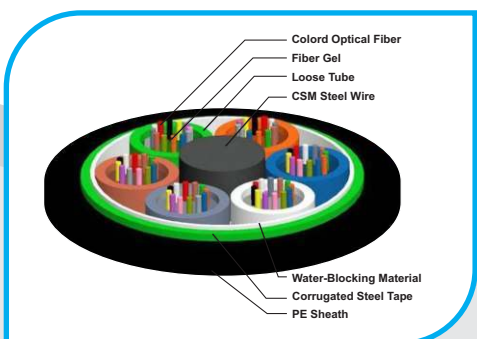 Colord Optical Fiber
Fiber Gel
Loose Tube
CSM Steel Wire
Water-Blocking Material
Corrugated Steel Tape
PE Sheath